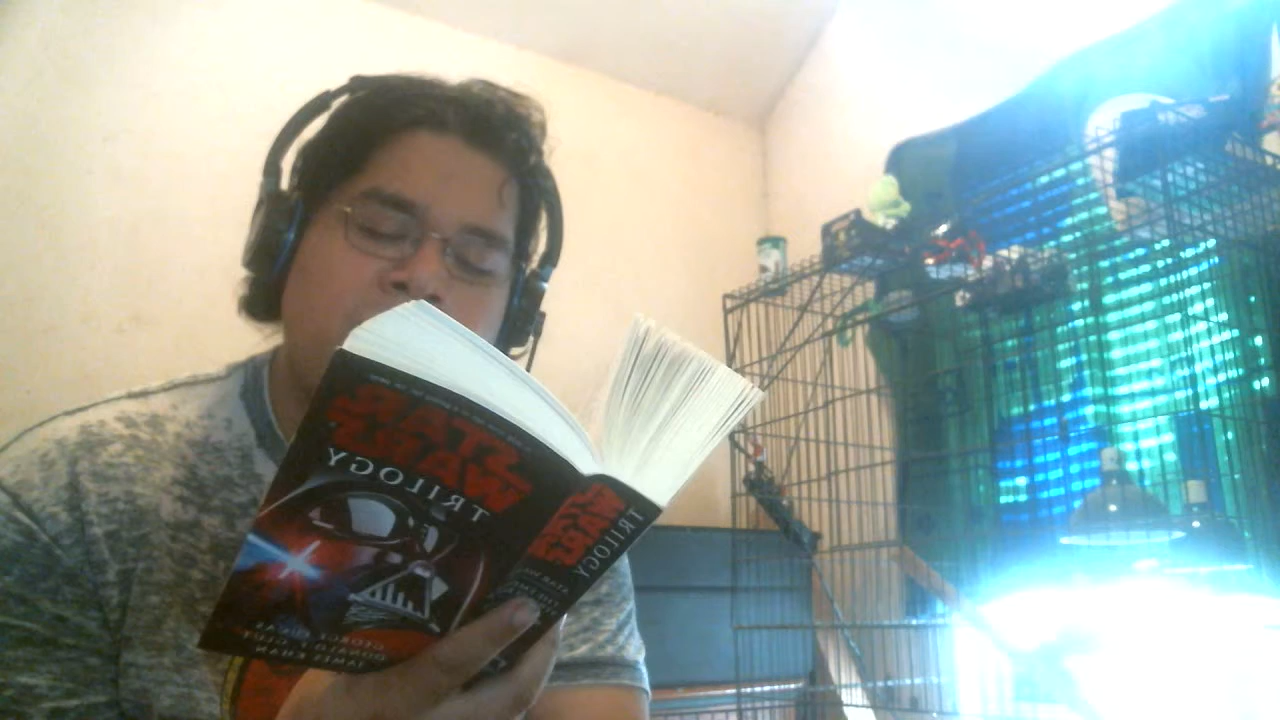 STAR
WARS
TRILOGY
GEORGE LUCAS
DONALD F. GLUT
JAMES KAHN
STAR
WARS
TRILOGY